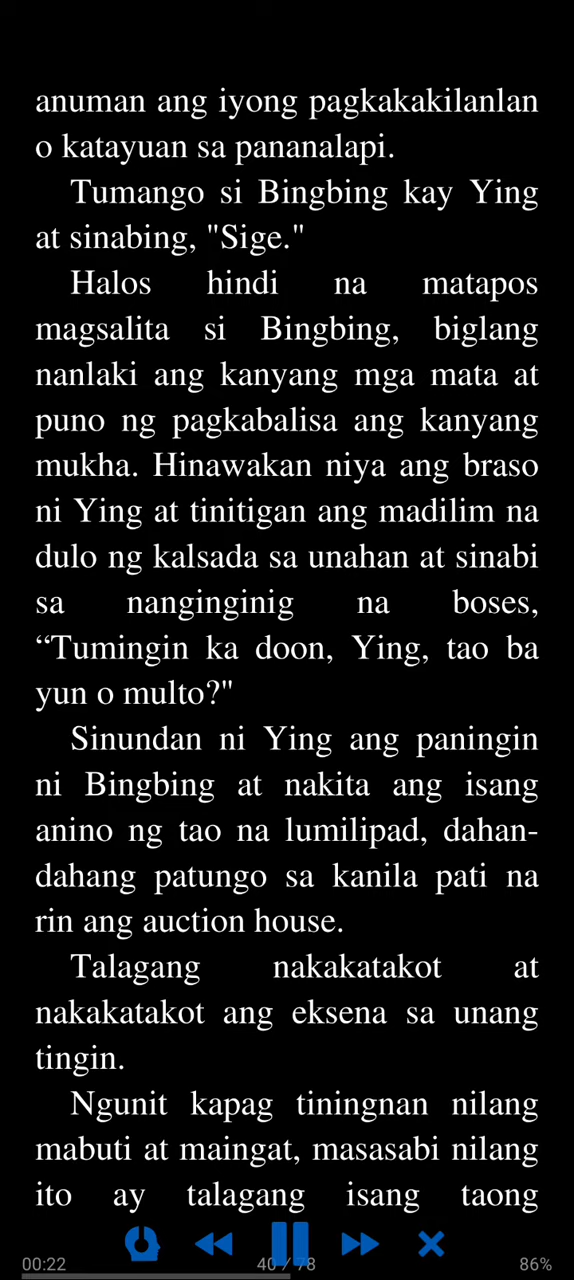 anuman ang iyong pagkakakilanlan
o katayuan sa pananalapi.
Tumango si Bingbing kay Ying
at sinabing, "Sige."
Halos hindi na matapos
magsalita si Bingbing, biglang
nanlaki ang kanyang mga mata at
puno ng pagkabalisa ang kanyang
mukha. Hinawakan niya ang braso
ni Ying at tinitigan ang madilim na
dulo ng kalsada sa unahan at sinabi
sa nanginginig na boses,
“Tumingin ka doon, Ying, tao ba
yun o multo?"
Sinundan ni Ying ang paningin
ni Bingbing at nakita ang isang
anino ng tao na lumilipad, dahan-
dahang patungo sa kanila pati na
rin ang auction house.
Talagang nakakatakot at
nakakatakot ang eksena sa unang
tingin.
Ngunit kapag tiningnan nilang
mabuti at maingat, masasabi nilang
ito ay talagang isang taong
00:22 40 / 78 86%